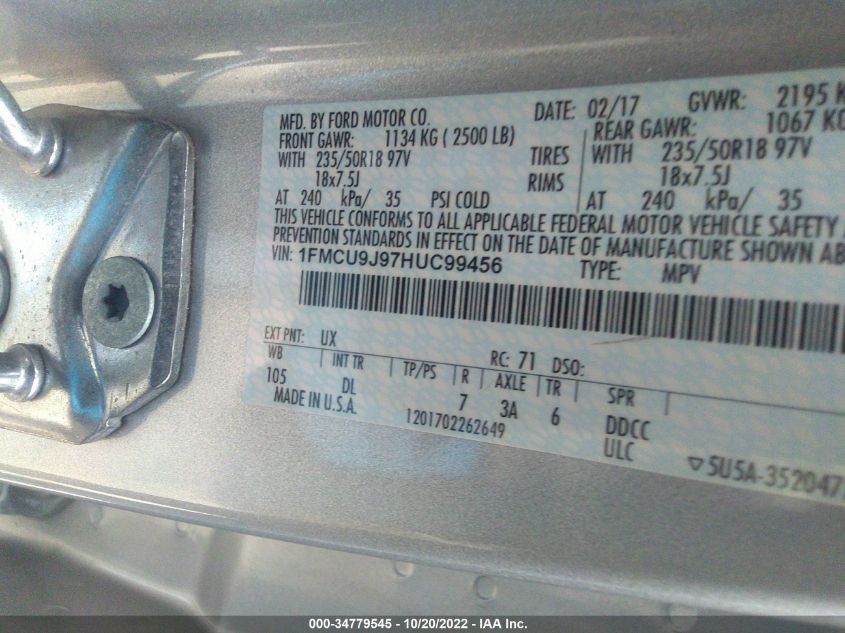 MFD. BY FORD MOTOR CO. DATE: 02/17 GVWR: 2195 K
FRONT GAWR: 1134 KG ( 2500 LB) REAR GAWR: 1067 KG
WITH 235/50R18 97V TIRES WITH 235/50R18 97V
18x7.5J RIMS 18x7.5J
AT 240 kPa/ 35 PSI COLD AT 240 kPa/ 35
THIS VEHICLE CONFORMS TO ALL APPLICABLE FEDERAL MOTOR VEHICLE SAFETY
PREVENTION STANDARDS IN EFFECT ON THE DATE OF MANUFACTURE SHOWN AB
VIN: 1FMCU9J97HUC99456 TYPE: MPV
EXT PNT: UX RC: 71 DSO:
WB INT TR TP/PS R AXLE TR SPR
105 DL 7 3A 6 DDCC
MADE IN U.S.A. 1201702262649 ULC
▽5U5A-352047
000-34779545 - 10/20/2022 - IAA Inc.